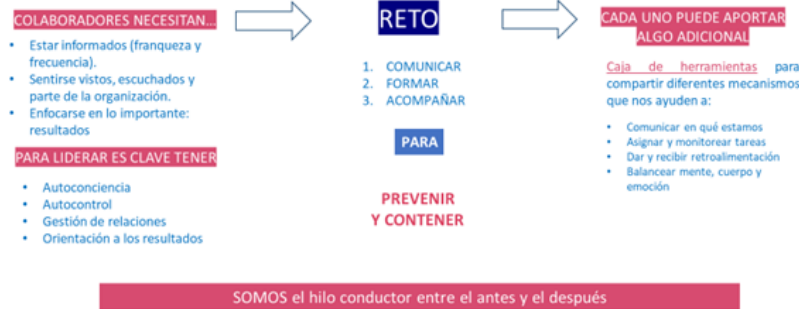 COLABORADORES NECESITAN...
• Estar informados (franqueza y
frecuencia).
• Sentirse vistos, escuchados y
parte de la organización.
• Enfocarse en lo importante:
resultados
PARA LIDERAR ES CLAVE TENER
• Autoconciencia
• Autocontrol
• Gestión de relaciones
• Orientación a los resultados
RETO
1. COMUNICAR
2. FORMAR
3. ACOMPAÑAR
PARA
PREVENIR
Y CONTENER
CADA UNO PUEDE APORTAR
ALGO ADICIONAL
Caja de herramientas para
compartir diferentes mecanismos
que nos ayuden a:
• Comunicar en qué estamos
• Asignar y monitorear tareas
• Dar y recibir retroalimentación
• Balancear mente, cuerpo y
emoción
SOMOS el hilo conductor entre el antes y el después